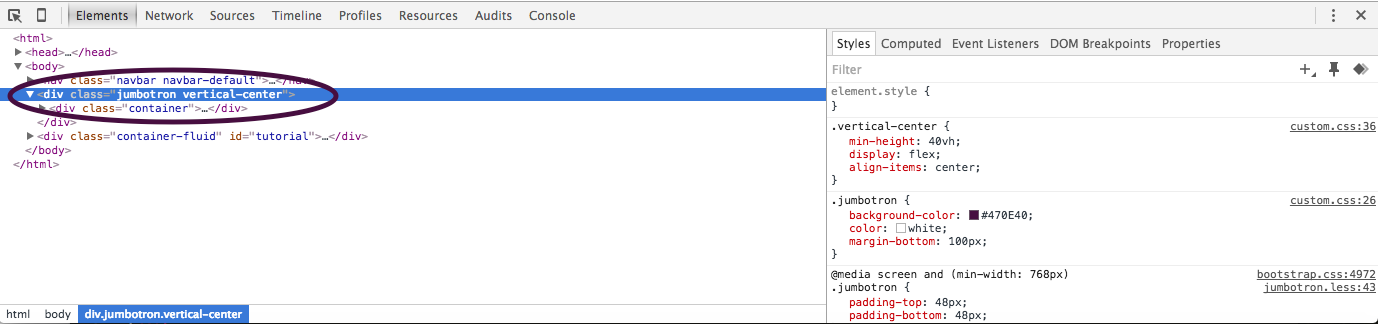 Elements Console Sources Timeline Profiles Resources Audits Console
<html>
▶<head>…</head>
▼<body>
▶<nav class="navbar navbar-default">…</nav>
▼<div class="jumbotron vertical-center">
▶<div class="container">…</div>
</div>
▶<div class="container-fluid" id="tutorial">…</div>
</body>
</html>
html body div.jumbotron.vertical-center
Styles Computed Event Listeners DOM Breakpoints Properties
Filter
element.style {
}
.vertical-center { custom.css:36
min-height: 40vh;
display: flex;
align-items: center;
}
.jumbotron { custom.css:26
background-color: #470E40;
color: white;
margin-bottom: 100px;
}
@media screen and (min-width: 768px) bootstrap.css:4972
.jumbotron { jumbotron.less:43
padding-top: 48px;
padding-bottom: 48px;